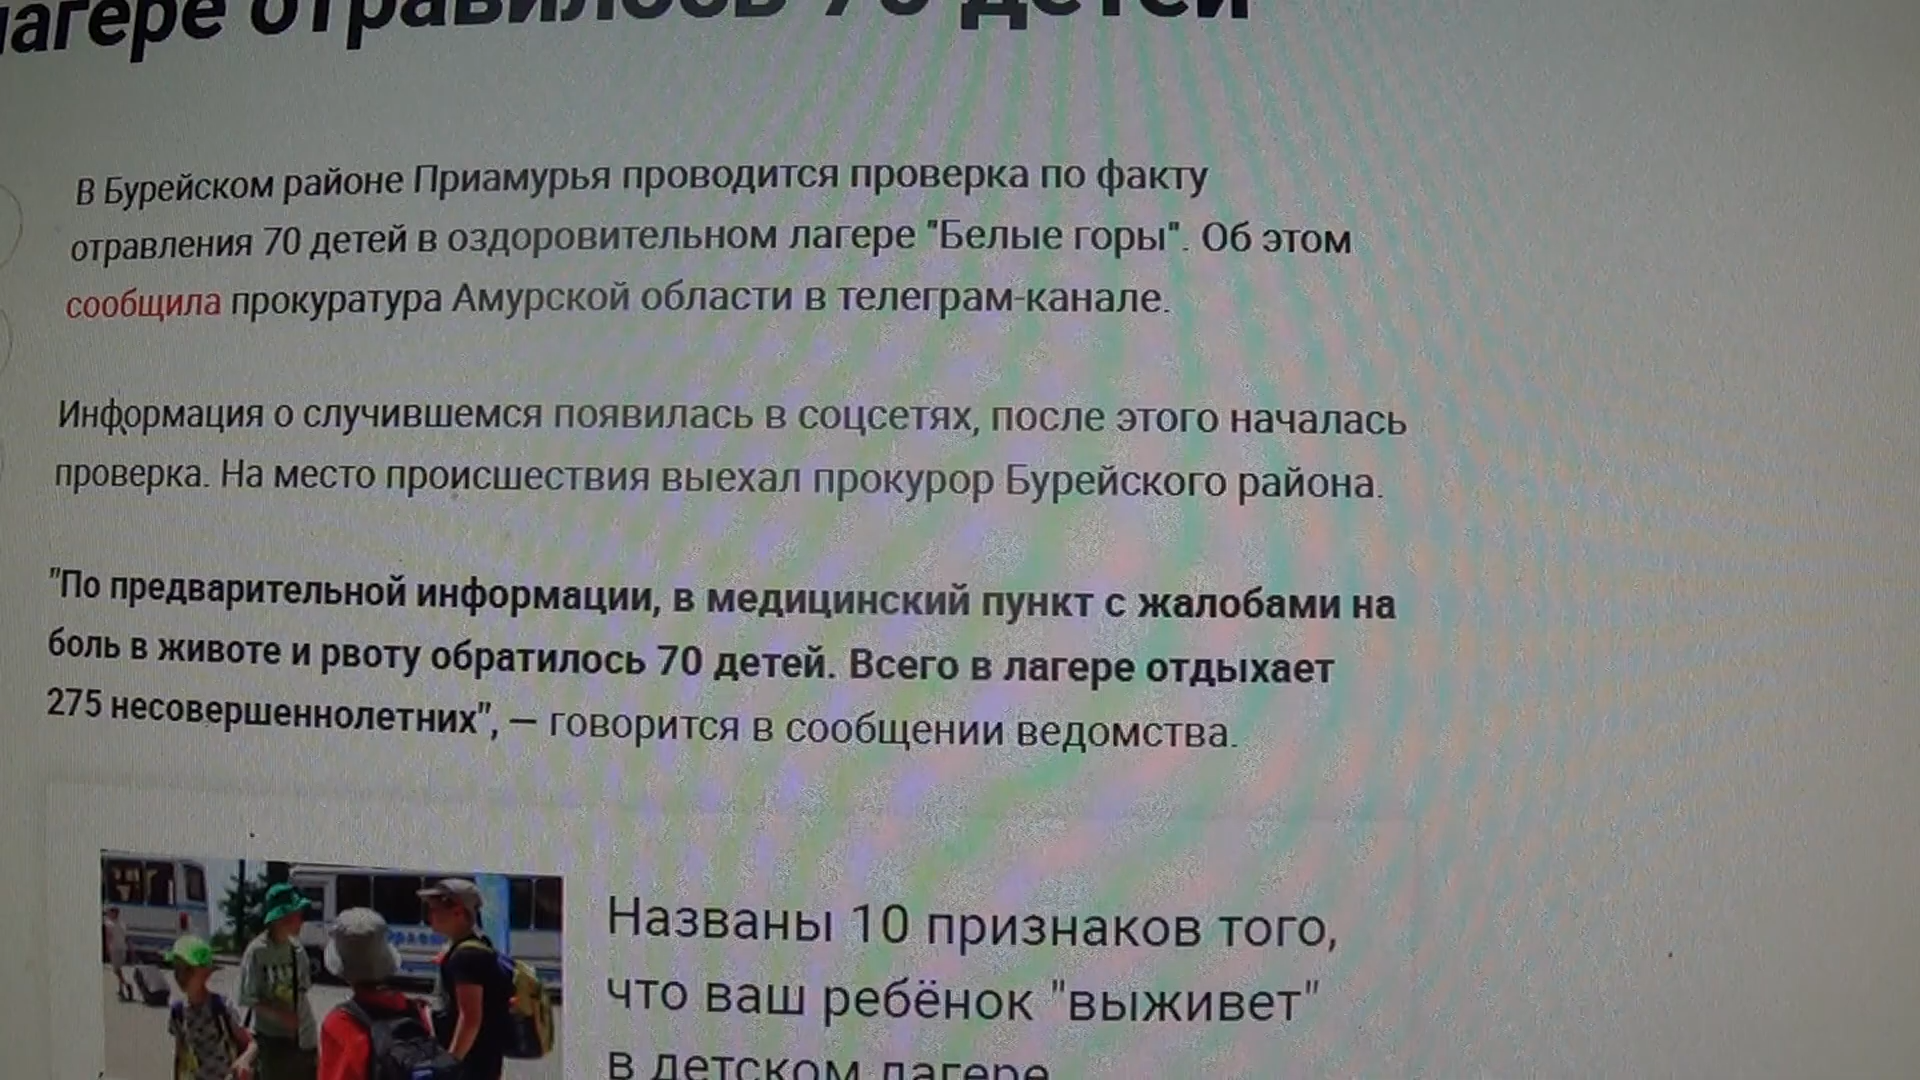 лагере отравилось 70 детей
В Бурейском районе Приамурья проводится проверка по факту
отравления 70 детей в оздоровительном лагере "Белые горы". Об этом
сообщила прокуратура Амурской области в телеграм-канале.
Информация о случившемся появилась в соцсетях, после этого началась
проверка. На место происшествия выехал прокурор Бурейского района.
"По предварительной информации, в медицинский пункт с жалобами на
боль в животе и рвоту обратилось 70 детей. Всего в лагере отдыхает
275 несовершеннолетних", — говорится в сообщении ведомства.
Названы 10 признаков того,
что ваш ребёнок "выживет"
в детском лагере